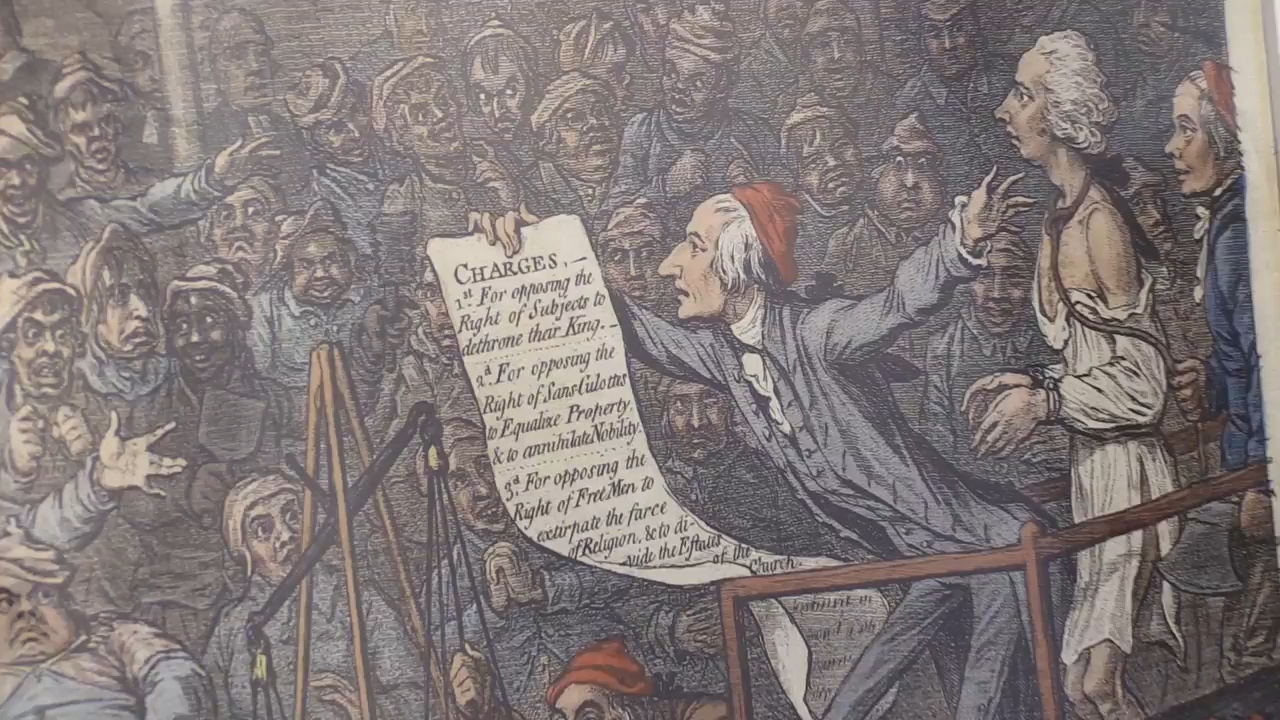 CHARGES,—
1st. For opposing the
Right of Subjects to
dethrone their King.—
2d. For opposing the
Right of Sans Culottes
to Equalize Property,
& to annihilate Nobility.
3d. For opposing the
Right of Free Men to
extirpate the farce
of Religion, & to di-
vide the Estates of the Church.